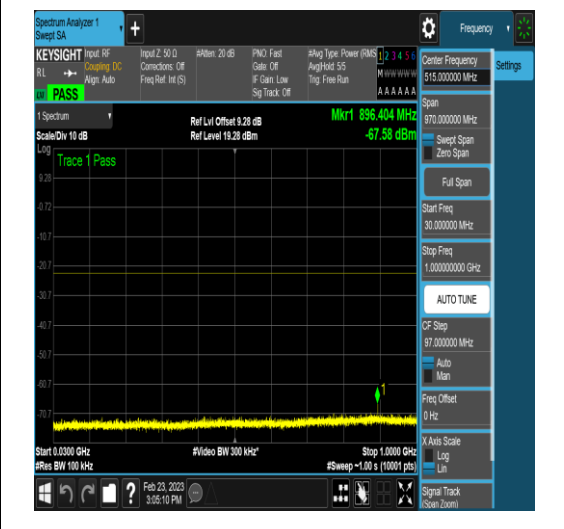 Spectrum Analyzer 1
Swept SA
+
Frequency
KEYSIGHT
RL
LXI PASS
Input: RF
Coupling: DC
Align: Auto
Input Z: 50 Ω
Corrections: Off
Freq Ref: Int (S)
#Atten: 20 dB
PNO: Fast
Gate: Off
IF Gain: Low
Sig Track: Off
#Avg Type: Power (RMS
Avg|Hold: 5/5
Trig: Free Run
1 2 3 4 5 6
M W W W W W
A A A A A A
Settings
Center Frequency
515.000000 MHz
Span
970.000000 MHz
Swept Span
Zero Span
Full Span
Start Freq
30.000000 MHz
Stop Freq
1.000000000 GHz
AUTO TUNE
CF Step
97.000000 MHz
Auto
Man
Freq Offset
0 Hz
X Axis Scale
Log
Lin
Signal Track
(Span Zoom)
1 Spectrum
Scale/Div 10 dB
Ref Lvl Offset 9.28 dB
Ref Level 19.28 dBm
Mkr1 896.404 MHz
-67.58 dBm
Log
Trace 1 Pass
9.28
-0.72
-10.7
-20.7
-30.7
-40.7
-50.7
-60.7
-70.7
1
Start 0.0300 GHz
#Res BW 100 kHz
#Video BW 300 kHz*
Stop 1.0000 GHz
#Sweep ~1.00 s (10001 pts)
?
Feb 23, 2023
3:05:10 PM